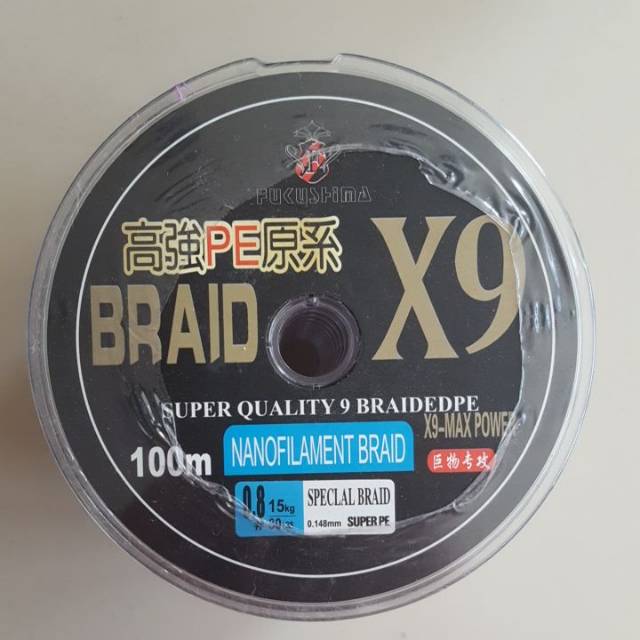 FUKUSHIMA
高強PE原系
BRAID X9
SUPER QUALITY 9 BRAIDEDPE
X9-MAX POWER
100m NANOFILAMENT BRAID 巨物专攻
0.8 15kg SPECLAL BRAID
0.148mm SUPER PE